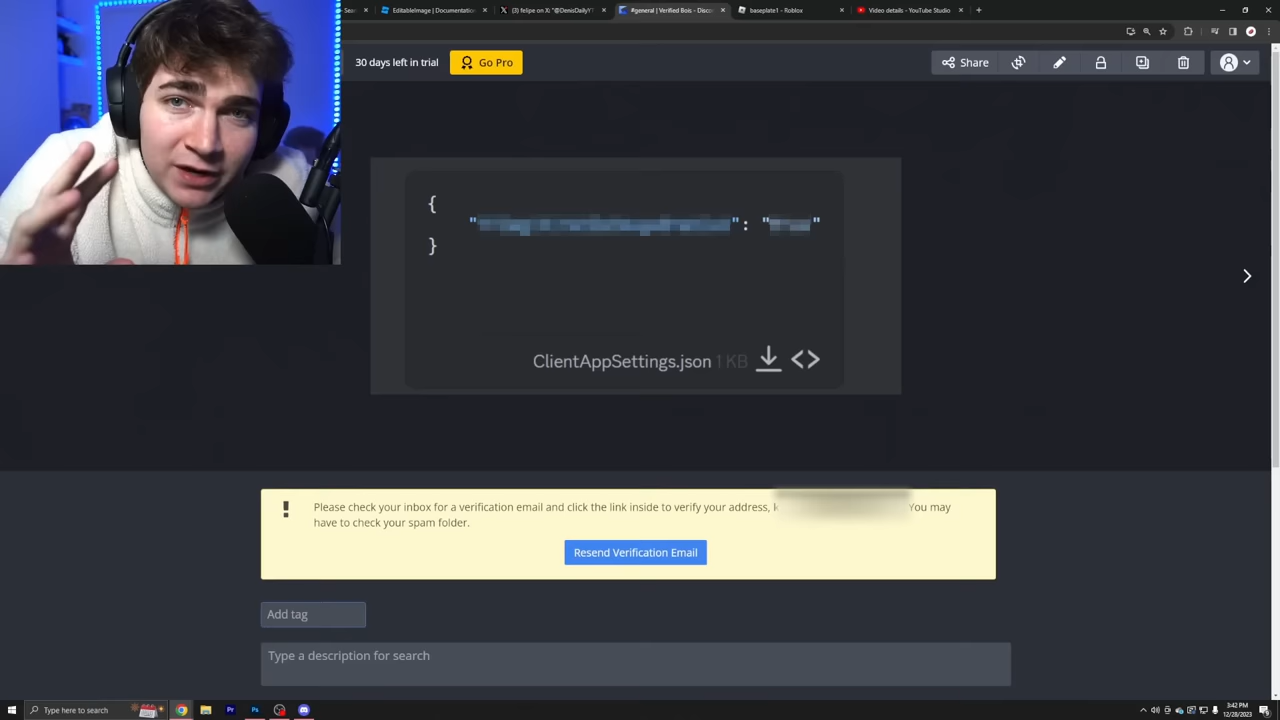 EditableImage | Documentation
(3) felipe on X: "@DenisDailyYT
#general | Verified Bois - Disco
baseplate1 - Roblox
Video details - YouTube Studio
30 days left in trial
Go Pro
Share
{
"": ""
}
ClientAppSettings.json 1 KB
Please check your inbox for a verification email and click the link inside to verify your address, k You may
have to check your spam folder.
Resend Verification Email
Add tag
Type a description for search
Type here to search
3:42 PM
12/28/2023